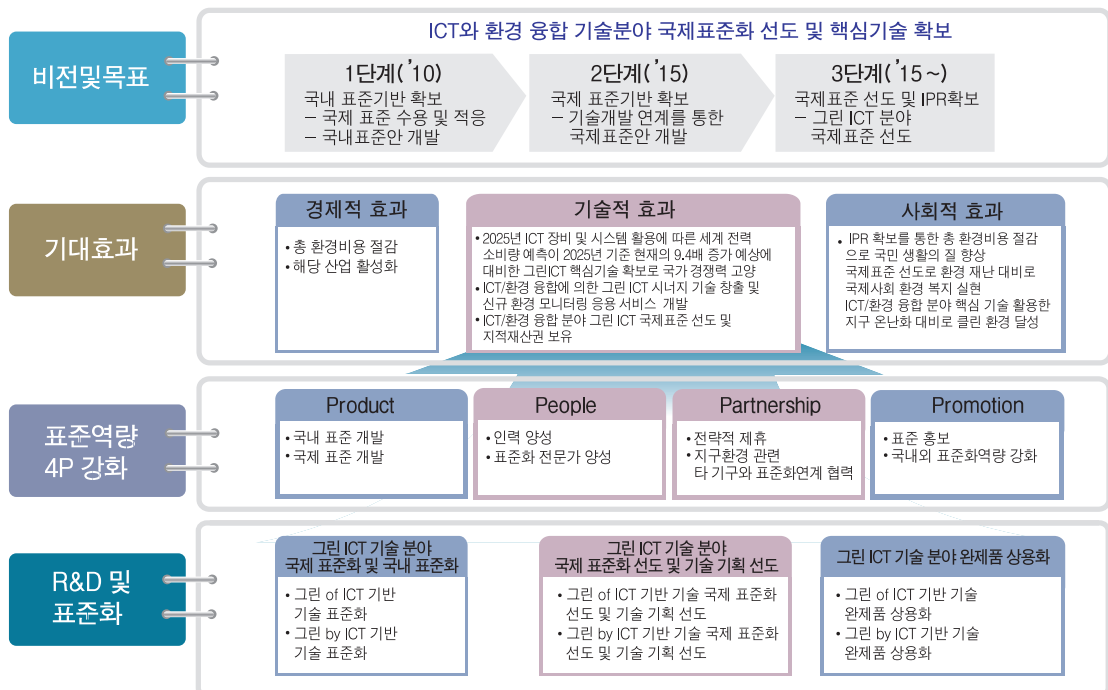 비전및목표
ICT와 환경 융합 기술분야 국제표준화 선도 및 핵심기술 확보
1단계('10)
국내 표준기반 확보
– 국제 표준 수용 및 적응
– 국내표준안 개발
2단계('15)
국제 표준기반 확보
– 기술개발 연계를 통한
국제표준안 개발
3단계('15~)
국제표준 선도 및 IPR확보
– 그린 ICT 분야
국제표준 선도
기대효과
경제적 효과
• 총 환경비용 절감
• 해당 산업 활성화
기술적 효과
• 2025년 ICT 장비 및 시스템 활용에 따른 세계 전력
소비량 예측이 2025년 기준 현재의 9.4배 증가 예상에
대비한 그린ICT 핵심기술 확보로 국가 경쟁력 고양
• ICT/환경 융합에 의한 그린 ICT 시너지 기술 창출 및
신규 환경 모니터링 응용 서비스 개발
• ICT/환경 융합 분야 그린 ICT 국제표준 선도 및
지적재산권 보유
사회적 효과
• IPR 확보를 통한 총 환경비용 절감
으로 국민 생활의 질 향상
국제표준 선도로 환경 재난 대비로
국제사회 환경 복지 실현
ICT/환경 융합 분야 핵심 기술 활용한
지구 온난화 대비로 클린 환경 달성
표준역량
4P 강화
Product
• 국내 표준 개발
• 국제 표준 개발
People
• 인력 양성
• 표준화 전문가 양성
Partnership
• 전략적 제휴
• 지구환경 관련
타 기구와 표준화연계 협력
Promotion
• 표준 홍보
• 국내외 표준화역량 강화
R&D 및
표준화
그린 ICT 기술 분야
국제 표준화 및 국내 표준화
• 그린 of ICT 기반
기술 표준화
• 그린 by ICT 기반
기술 표준화
그린 ICT 기술 분야
국제 표준화 선도 및 기술 기획 선도
• 그린 of ICT 기반 기술 국제 표준화
선도 및 기술 기획 선도
• 그린 by ICT 기반 기술 국제 표준화
선도 및 기술 기획 선도
그린 ICT 기술 분야 완제품 상용화
• 그린 of ICT 기반 기술
완제품 상용화
• 그린 by ICT 기반 기술
완제품 상용화